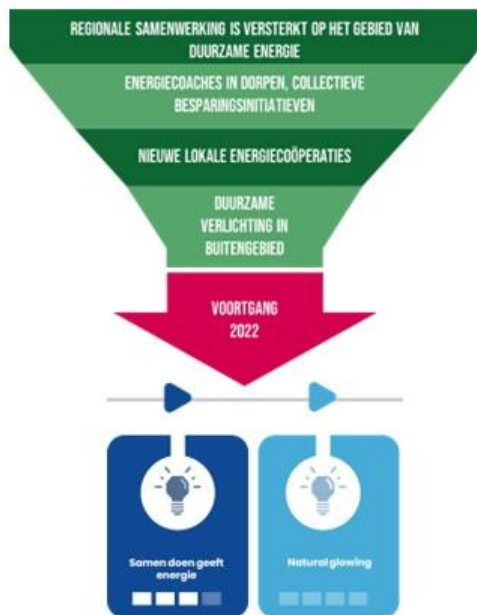 REGIONALE SAMENWERKING IS VERSTERKT OP HET GEBIED VAN
DUURZAME ENERGIE
ENERGIECOACHES IN DORPEN, COLLECTIEVE
BESPARINGSINITIATIEVEN
NIEUWE LOKALE ENERGIECOÖPERATIES
DUURZAME
VERLICHTING IN
BUITENGEBIED
VOORTGANG
2022
Samen doen geeft
energie
Natural glowing